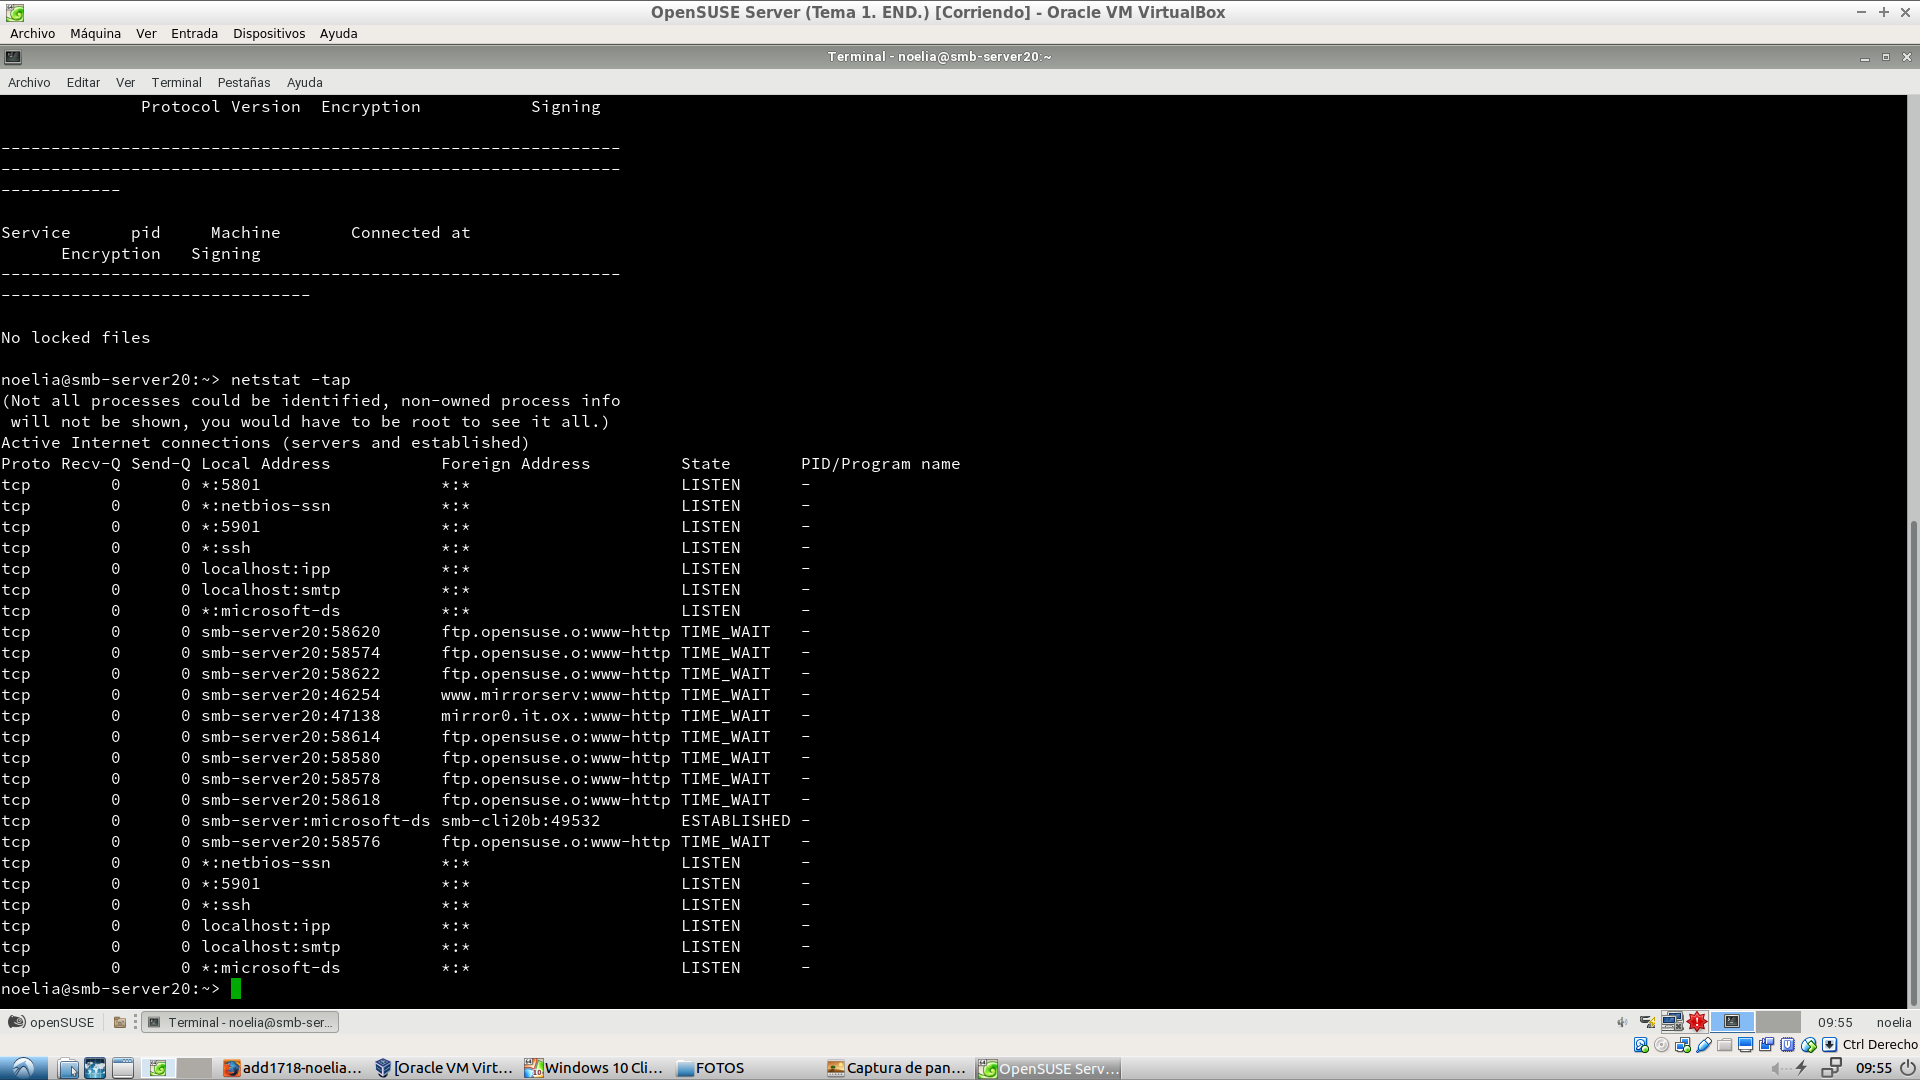 OpenSUSE Server (Tema 1. END.) [Corriendo] - Oracle VM VirtualBox
Archivo Máquina Ver Entrada Dispositivos Ayuda
Terminal - noelia@smb-server20:~
Archivo Editar Ver Terminal Pestañas Ayuda
              Protocol Version  Encryption           Signing
--------------------------------------------------------------
--------------------------------------------------------------
------------
Service      pid     Machine       Connected at
      Encryption   Signing
--------------------------------------------------------------
-------------------------------
No locked files
noelia@smb-server20:~> netstat -tap
(Not all processes could be identified, non-owned process info
 will not be shown, you would have to be root to see it all.)
Active Internet connections (servers and established)
Proto Recv-Q Send-Q Local Address           Foreign Address         State       PID/Program name
tcp        0      0 *:5801                  *:*                     LISTEN      -
tcp        0      0 *:netbios-ssn           *:*                     LISTEN      -
tcp        0      0 *:5901                  *:*                     LISTEN      -
tcp        0      0 *:ssh                   *:*                     LISTEN      -
tcp        0      0 localhost:ipp           *:*                     LISTEN      -
tcp        0      0 localhost:smtp          *:*                     LISTEN      -
tcp        0      0 *:microsoft-ds          *:*                     LISTEN      -
tcp        0      0 smb-server20:58620      ftp.opensuse.o:www-http TIME_WAIT   -
tcp        0      0 smb-server20:58574      ftp.opensuse.o:www-http TIME_WAIT   -
tcp        0      0 smb-server20:58622      ftp.opensuse.o:www-http TIME_WAIT   -
tcp        0      0 smb-server20:46254      www.mirrorserv:www-http TIME_WAIT   -
tcp        0      0 smb-server20:47138      mirror0.it.ox.:www-http TIME_WAIT   -
tcp        0      0 smb-server20:58614      ftp.opensuse.o:www-http TIME_WAIT   -
tcp        0      0 smb-server20:58580      ftp.opensuse.o:www-http TIME_WAIT   -
tcp        0      0 smb-server20:58578      ftp.opensuse.o:www-http TIME_WAIT   -
tcp        0      0 smb-server20:58618      ftp.opensuse.o:www-http TIME_WAIT   -
tcp        0      0 smb-server:microsoft-ds smb-cli20b:49532        ESTABLISHED -
tcp        0      0 smb-server20:58576      ftp.opensuse.o:www-http TIME_WAIT   -
tcp        0      0 *:netbios-ssn           *:*                     LISTEN      -
tcp        0      0 *:5901                  *:*                     LISTEN      -
tcp        0      0 *:ssh                   *:*                     LISTEN      -
tcp        0      0 localhost:ipp           *:*                     LISTEN      -
tcp        0      0 localhost:smtp          *:*                     LISTEN      -
tcp        0      0 *:microsoft-ds          *:*                     LISTEN      -
noelia@smb-server20:~>
openSUSE Terminal - noelia@smb-ser... 09:55 noelia
Ctrl Derecho
add1718-noelia... [Oracle VM Virt... Windows 10 Cli... FOTOS Captura de pan... OpenSUSE Serv... 09:55